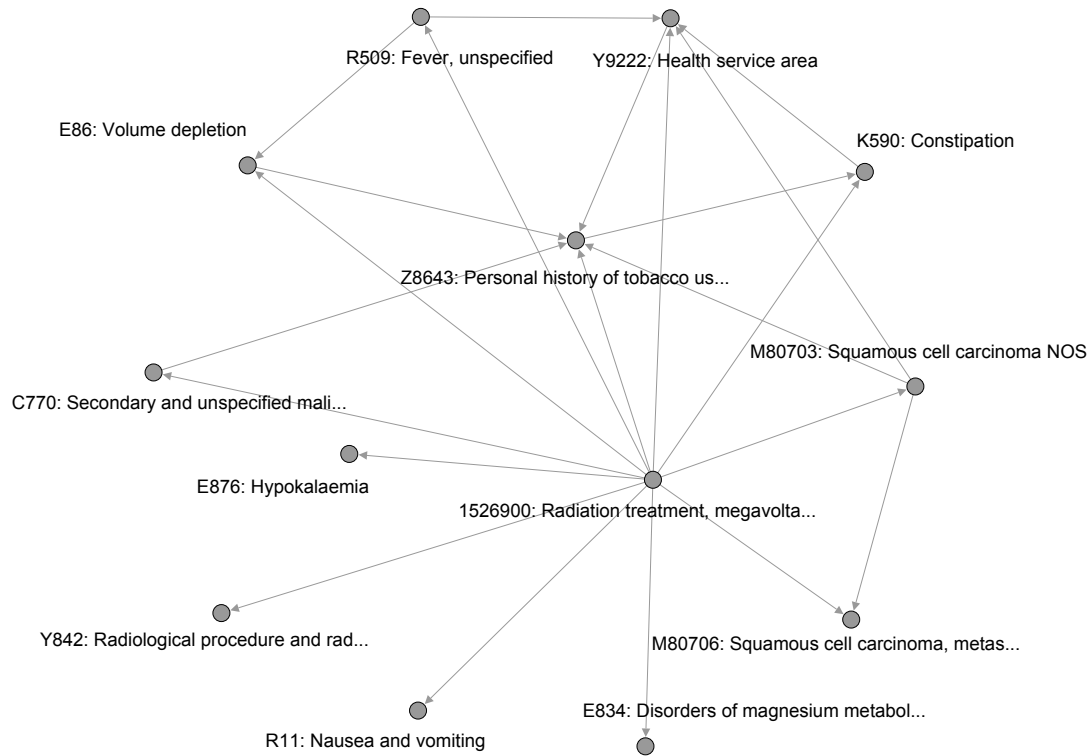 R509: Fever, unspecified
Y9222: Health service area
E86: Volume depletion
K590: Constipation
Z8643: Personal history of tobacco us...
M80703: Squamous cell carcinoma NOS
C770: Secondary and unspecified mali...
E876: Hypokalaemia
1526900: Radiation treatment, megavolta...
Y842: Radiological procedure and rad...
M80706: Squamous cell carcinoma, metas...
E834: Disorders of magnesium metabol...
R11: Nausea and vomiting